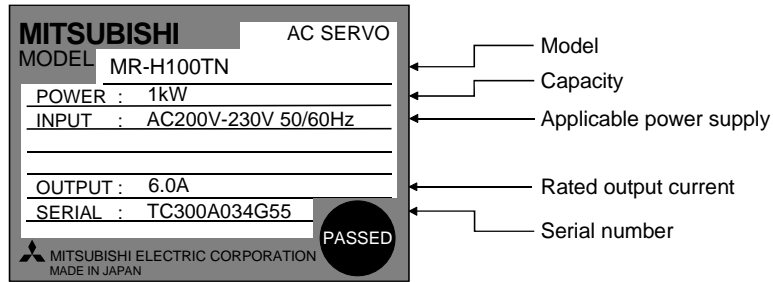 MITSUBISHI AC SERVO
MODEL MR-H100TN
POWER : 1kW
INPUT : AC200V-230V 50/60Hz
OUTPUT : 6.0A
SERIAL : TC300A034G55
PASSED
MITSUBISHI ELECTRIC CORPORATION
MADE IN JAPAN
Model
Capacity
Applicable power supply
Rated output current
Serial number